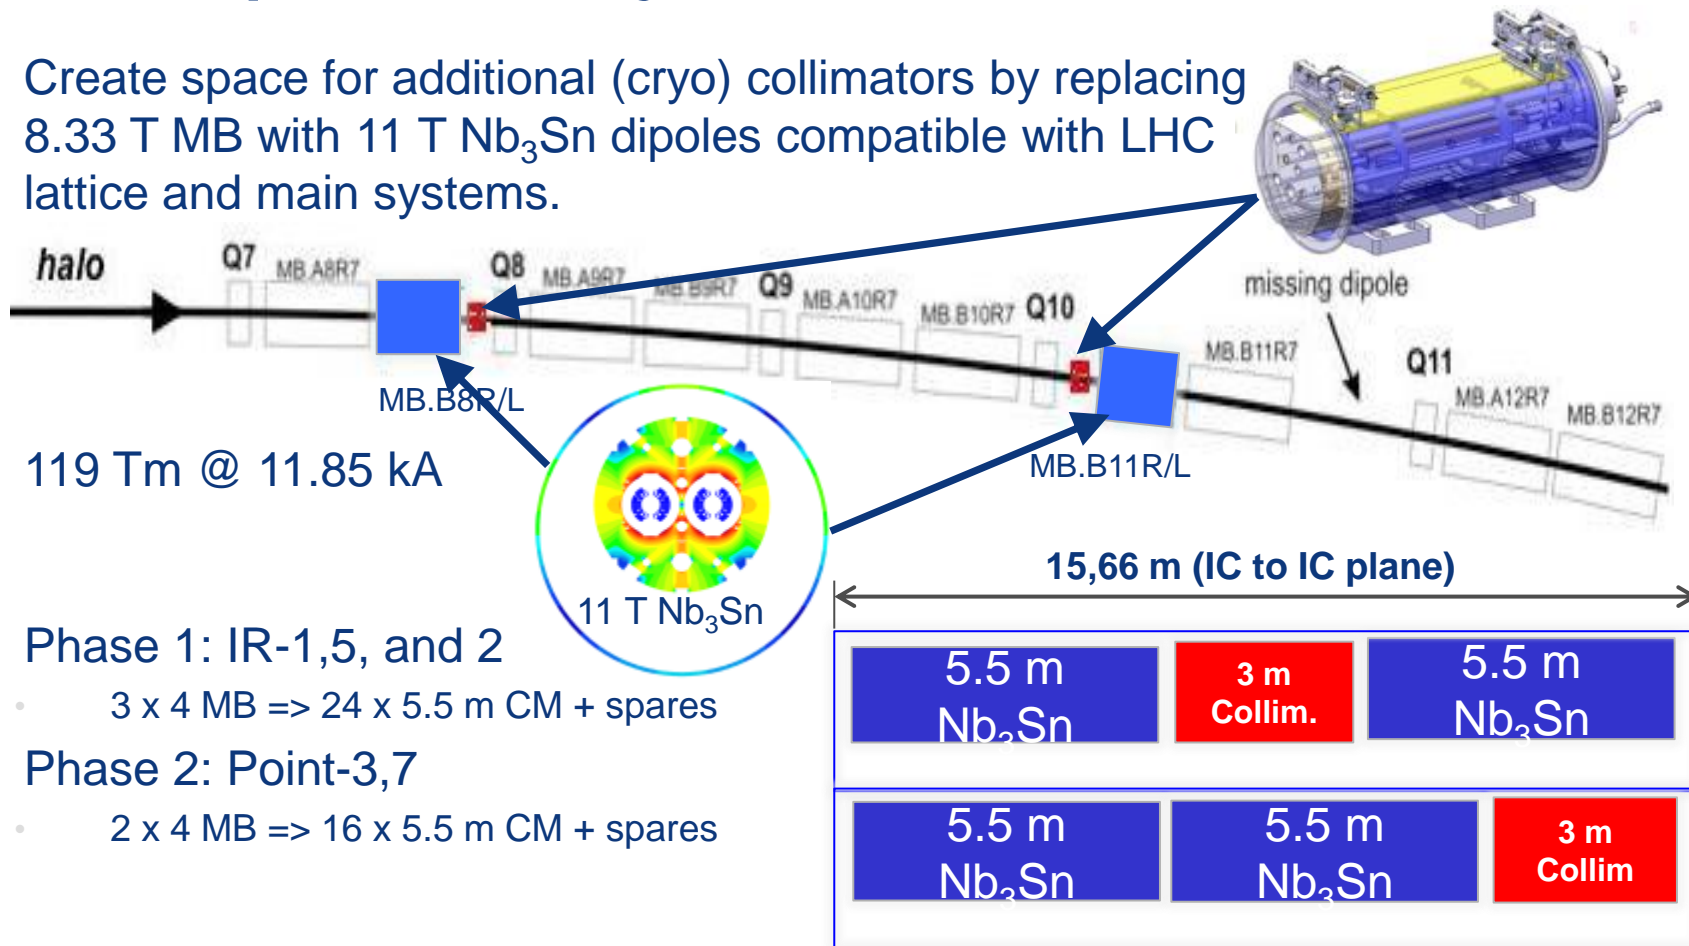 Create space for additional (cryo) collimators by replacing
8.33 T MB with 11 T Nb₃Sn dipoles compatible with LHC
lattice and main systems.
halo
Q7
MB.A8R7
Q8
MB.A9R7
MB.B9R7
Q9
MB.A10R7
MB.B10R7
Q10
MB.B11R7
missing dipole
Q11
MB.A12R7
MB.B12R7
MB.B8R/L
MB.B11R/L
119 Tm @ 11.85 kA
11 T Nb₃Sn
15,66 m (IC to IC plane)
Phase 1: IR-1,5, and 2
3 x 4 MB => 24 x 5.5 m CM + spares
Phase 2: Point-3,7
2 x 4 MB => 16 x 5.5 m CM + spares
5.5 m
Nb₃Sn
3 m
Collim.
5.5 m
Nb₃Sn
5.5 m
Nb₃Sn
5.5 m
Nb₃Sn
3 m
Collim